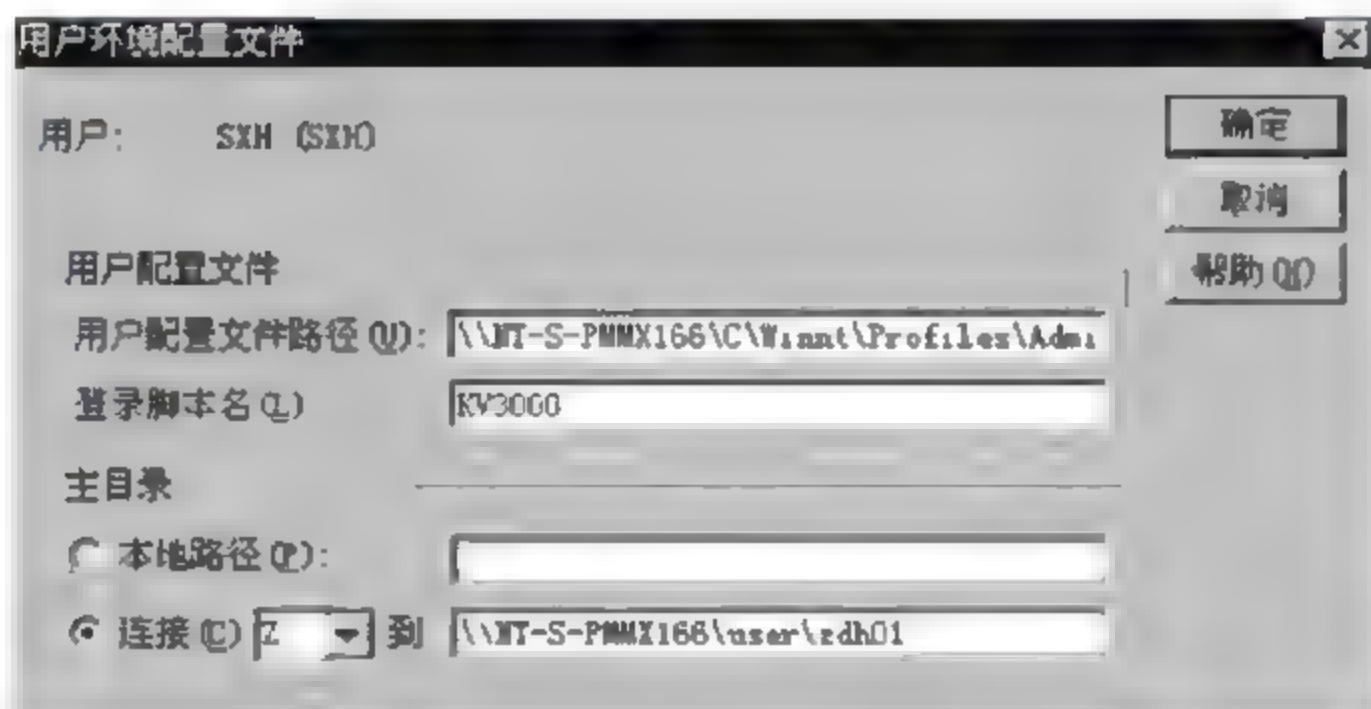 用户环境配置文件
用户: SXH (SXH)
确定
取消
帮助(H)
用户配置文件
用户配置文件路径(U): \\NT-S-PMMX166\C\Winnt\Profiles\Admi
登录脚本名(L) KV3000
主目录
本地路径(P):
连接(C) Z 到 \\NT-S-PMMX166\user\zdh01